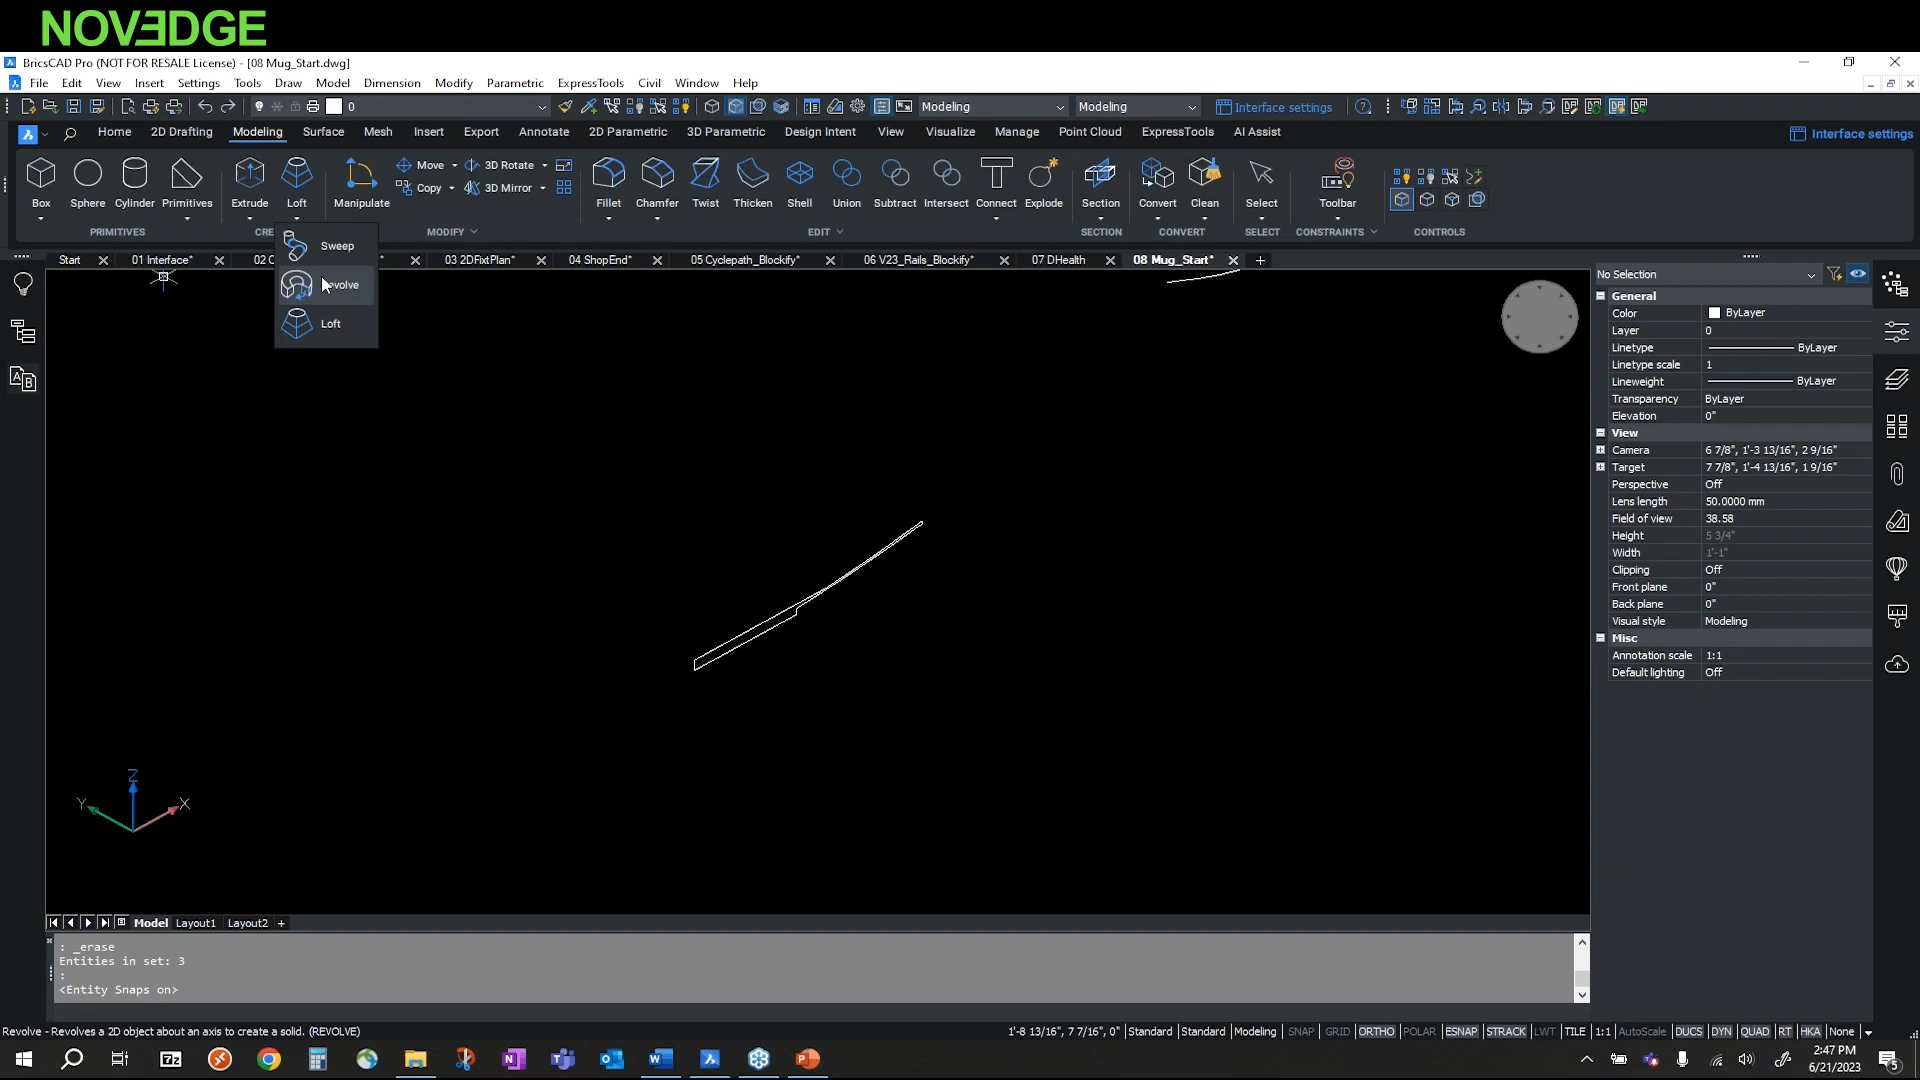 NOVEDGE
BricsCAD Pro (NOT FOR RESALE License) - [08 Mug_Start.dwg]
File Edit View Insert Settings Tools Draw Model Dimension Modify Parametric ExpressTools Civil Window Help
0 Modeling Modeling Interface settings
Home 2D Drafting Modeling Surface Mesh Insert Export Annotate 2D Parametric 3D Parametric Design Intent View Visualize Manage Point Cloud ExpressTools AI Assist Interface settings
Move 3D Rotate
Copy 3D Mirror
Box Sphere Cylinder Primitives Extrude Loft Manipulate Fillet Chamfer Twist Thicken Shell Union Subtract Intersect Connect Explode Section Convert Clean Select Toolbar
PRIMITIVES CRE MODIFY EDIT SECTION CONVERT SELECT CONSTRAINTS CONTROLS
Sweep
volve
Loft
Start 01 Interface* 02 C * 03 2DFixtPlan* 04 ShopEnd* 05 Cyclepath_Blockify* 06 V23_Rails_Blockify* 07 DHealth 08 Mug_Start* +
No Selection
General
Color ByLayer
Layer 0
Linetype ByLayer
Linetype scale 1
Lineweight ByLayer
Transparency ByLayer
Elevation 0"
View
Camera 6 7/8", 1'-3 13/16", 2 9/16"
Target 7 7/8", 1'-4 13/16", 1 9/16"
Perspective Off
Lens length 50.0000 mm
Field of view 38.58
Height 5 3/4"
Width 1'-1"
Clipping Off
Front plane 0"
Back plane 0"
Visual style Modeling
Misc
Annotation scale 1:1
Default lighting Off
Z
Y X
Model Layout1 Layout2 +
: _erase
Entities in set: 3
:
<Entity Snaps on>
Revolve - Revolves a 2D object about an axis to create a solid. (REVOLVE) 1'-8 13/16", 7 7/16", 0" Standard Standard Modeling SNAP GRID ORTHO POLAR ESNAP STRACK LWT TILE 1:1 AutoScale DUCS DYN QUAD RT HKA None
2:47 PM
6/21/2023
5